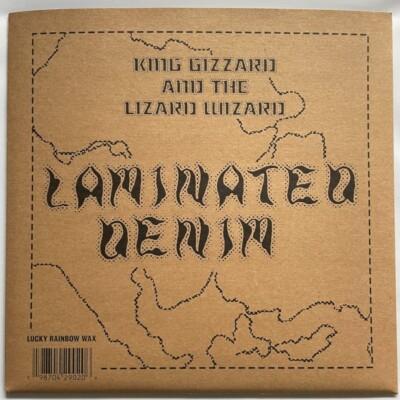 KING GIZZARD
AND THE
LIZARD WIZARD
LAMINATED
DENIM
LUCKY RAINBOW WAX